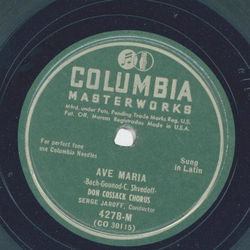 COLUMBIA
MASTERWORKS
Mfrd. under Pats. Pending Trade Marks Reg. U.S.
Pat. Off. Marcas Registradas Made in U.S.A.
For perfect tone
use Columbia Needles
Sung
in Latin
AVE MARIA
-Bach-Gounod-C. Shvedoff-
DON COSSACK CHORUS
SERGE JAROFF, Conductor
4278-M
(CO 30115)